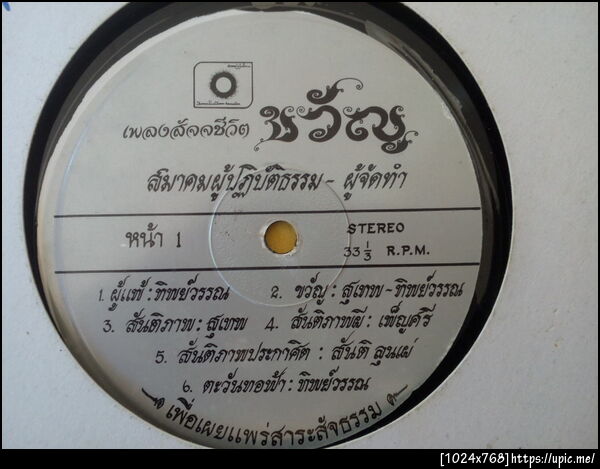 เพลงสัจจชีวิต ขวัญ
สมาคมผู้ปฏิบัติธรรม - ผู้จัดทำ
หน้า 1
STEREO
33 1/3 R.P.M.
1. ผู้แพ้ : ทิพย์วรรณ 2. ขวัญ : สุเทพ - ทิพย์วรรณ
3. สันติภาพ : สุเทพ 4. สันติภาพผี : เพ็ญศรี
5. สันติภาพประกาศิต : สันติ
๖. ตะวันทอฟ้า : ทิพย์วรรณ
เพื่อเผยแพร่สาระสัจธรรม
[1024x768]https://upic.me/